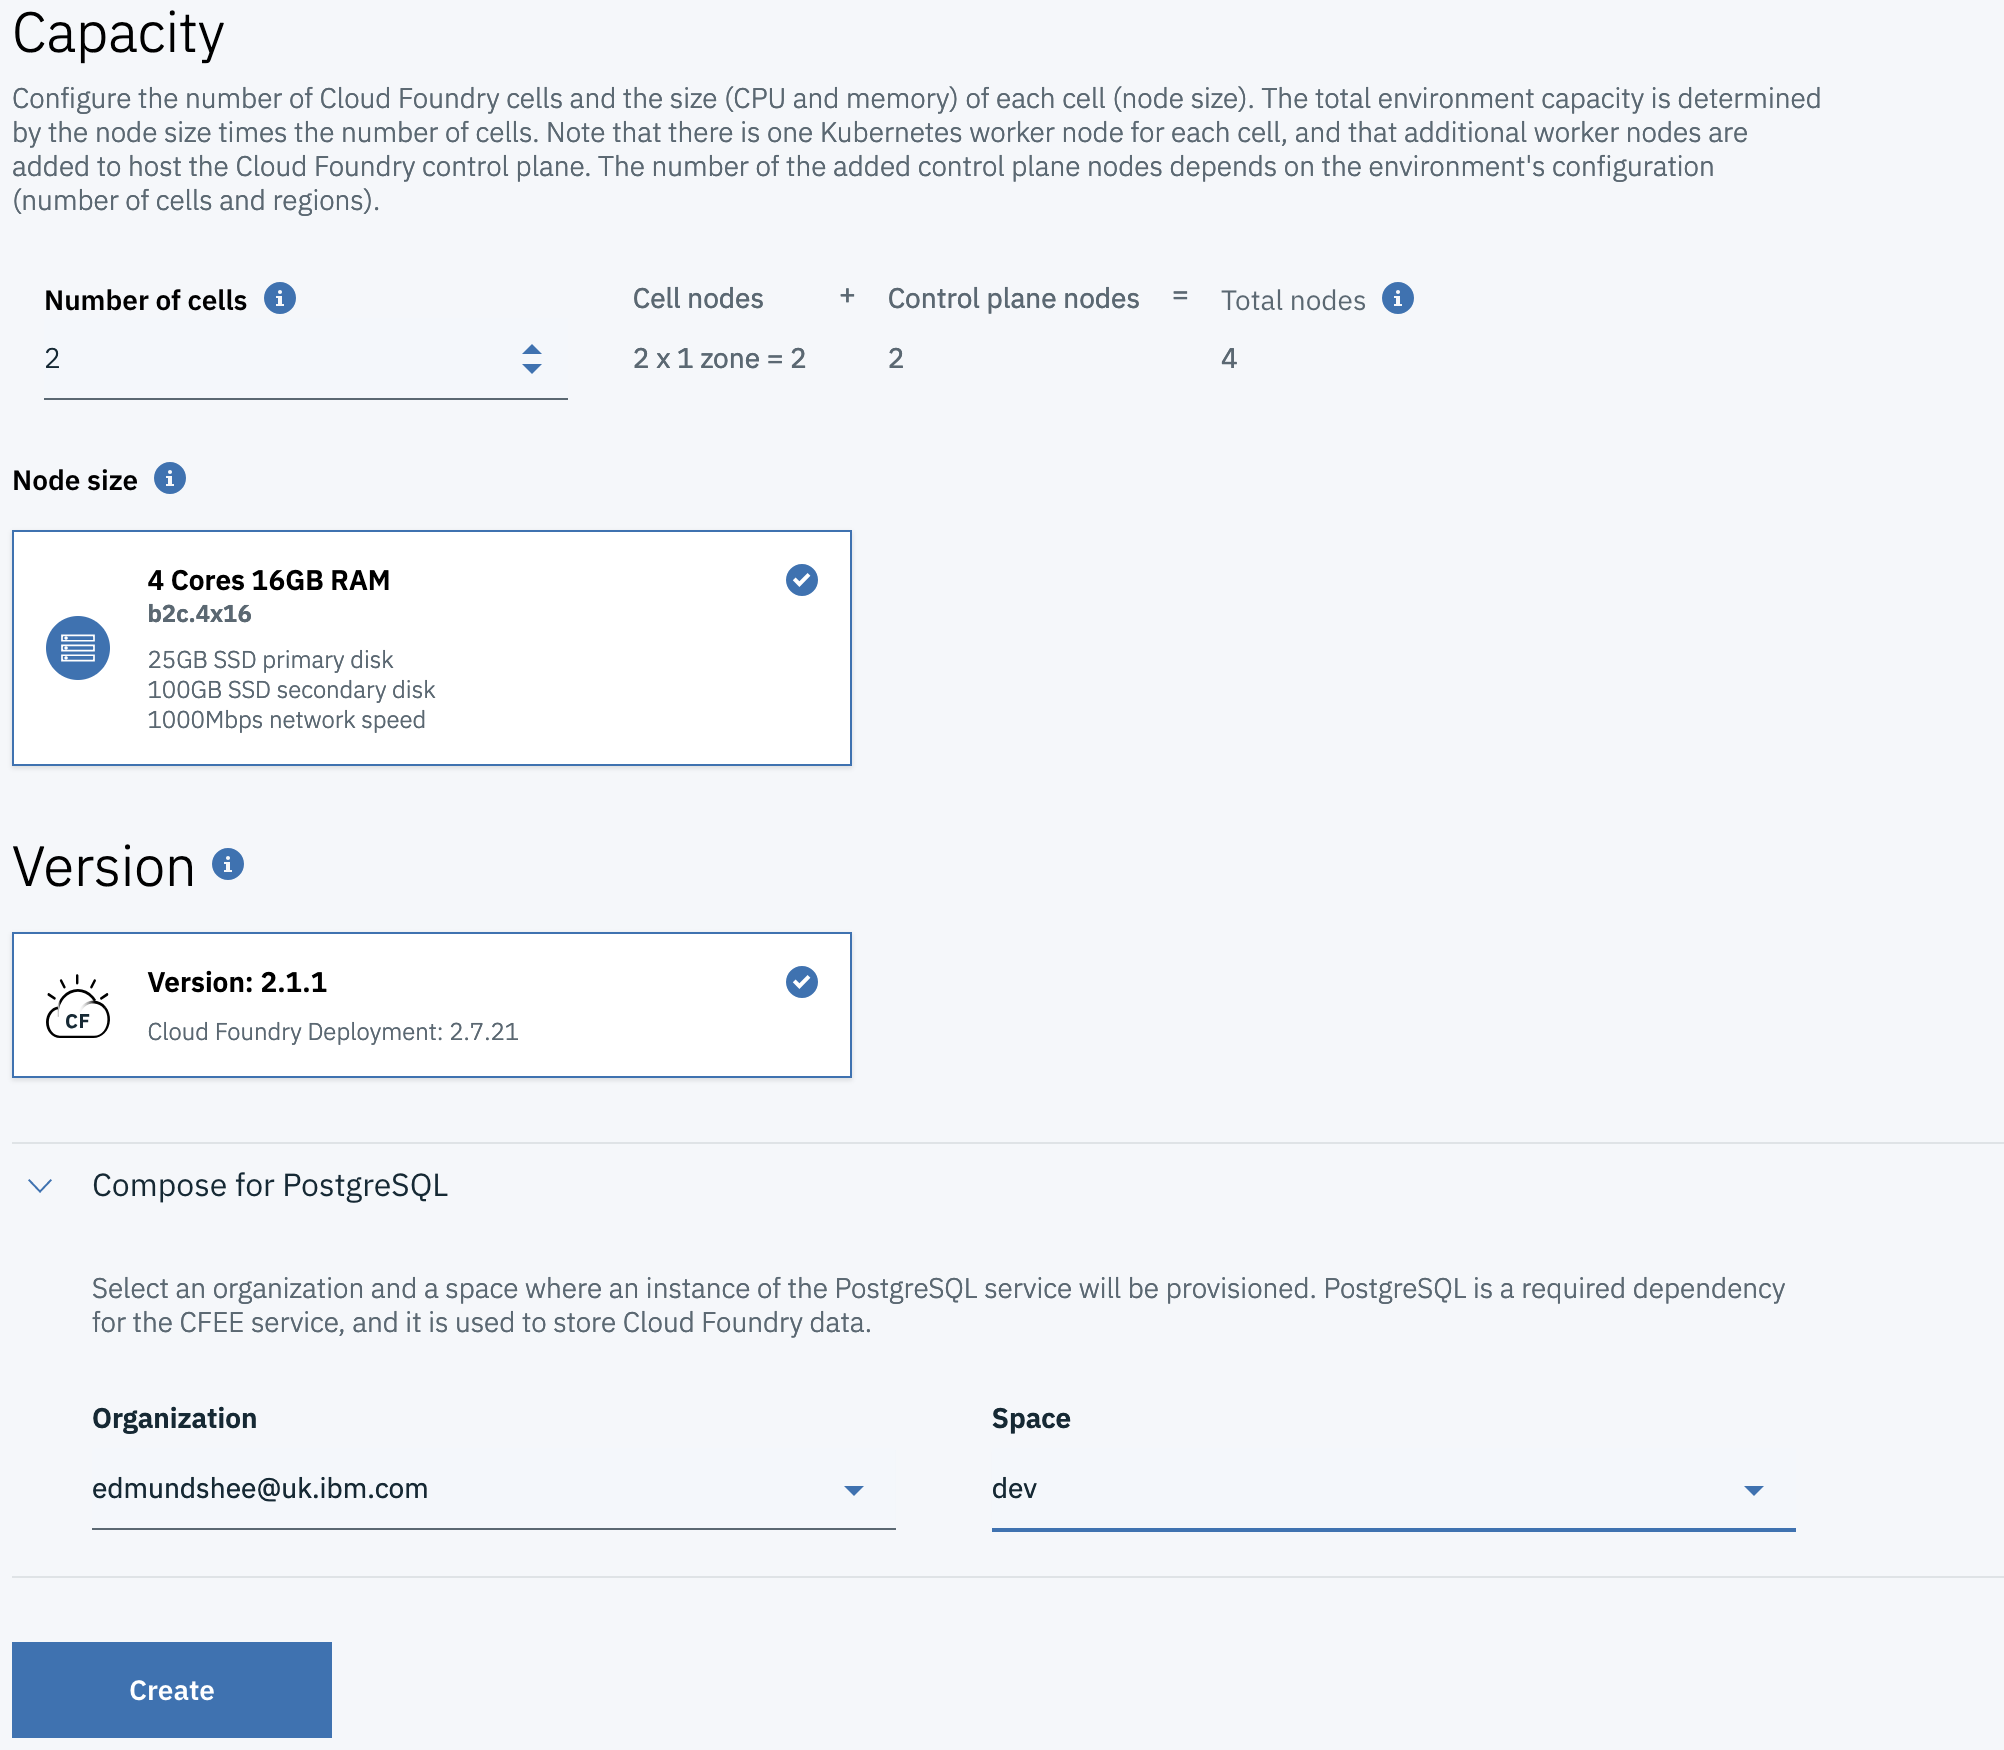 Capacity
Configure the number of Cloud Foundry cells and the size (CPU and memory) of each cell (node size). The total environment capacity is determined
by the node size times the number of cells. Note that there is one Kubernetes worker node for each cell, and that additional worker nodes are
added to host the Cloud Foundry control plane. The number of the added control plane nodes depends on the environment's configuration
(number of cells and regions).
Number of cells
Cell nodes + Control plane nodes = Total nodes
2
2 x 1 zone = 2 2 4
Node size
4 Cores 16GB RAM
b2c.4x16
25GB SSD primary disk
100GB SSD secondary disk
1000Mbps network speed
Version
Version: 2.1.1
CF
Cloud Foundry Deployment: 2.7.21
Compose for PostgreSQL
Select an organization and a space where an instance of the PostgreSQL service will be provisioned. PostgreSQL is a required dependency
for the CFEE service, and it is used to store Cloud Foundry data.
Organization
Space
edmundshee@uk.ibm.com
dev
Create